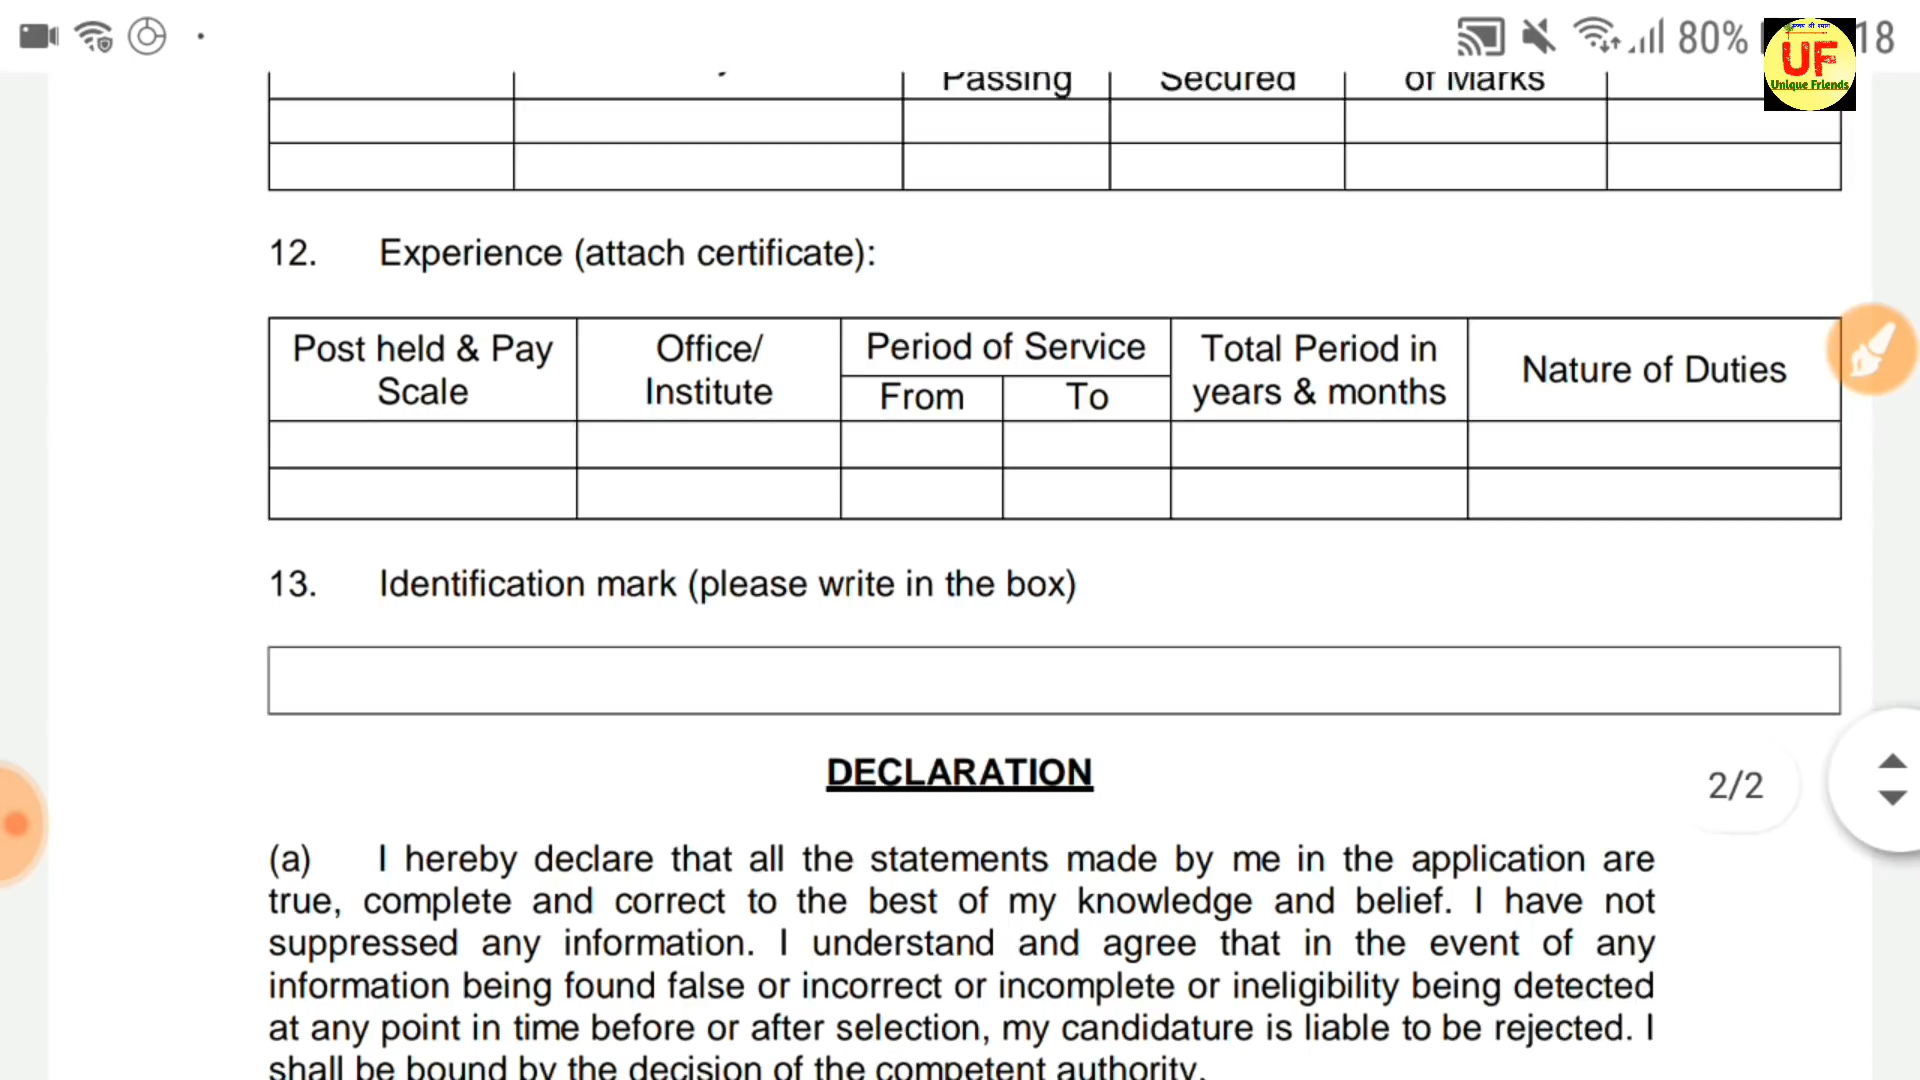 80%
18
UF
Unique Friends
Passing Secured of Marks
12. Experience (attach certificate):
Post held & Pay Scale
Office/ Institute
Period of Service
From To
Total Period in years & months
Nature of Duties
13. Identification mark (please write in the box)
DECLARATION
2/2
(a) I hereby declare that all the statements made by me in the application are
true, complete and correct to the best of my knowledge and belief. I have not
suppressed any information. I understand and agree that in the event of any
information being found false or incorrect or incomplete or ineligibility being detected
at any point in time before or after selection, my candidature is liable to be rejected. I
shall be bound by the decision of the competent authority.